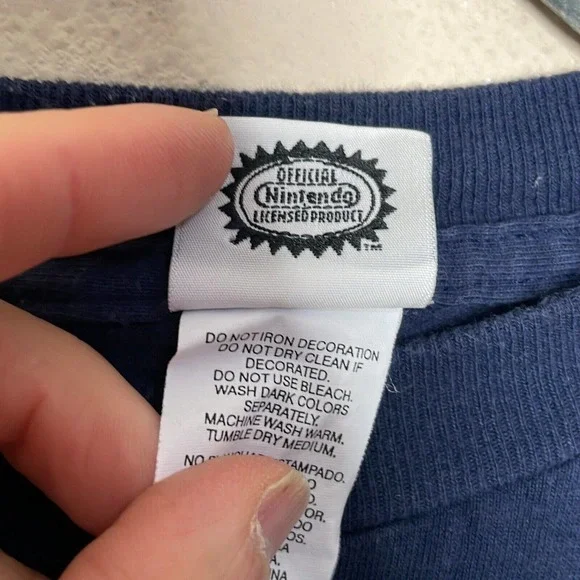 OFFICIAL
Nintendo
LICENSED PRODUCT
TM
DO NOT IRON DECORATION
DO NOT DRY CLEAN IF
DECORATED.
DO NOT USE BLEACH.
WASH DARK COLORS
SEPARATELY.
MACHINE WASH WARM.
TUMBLE DRY MEDIUM.
NO